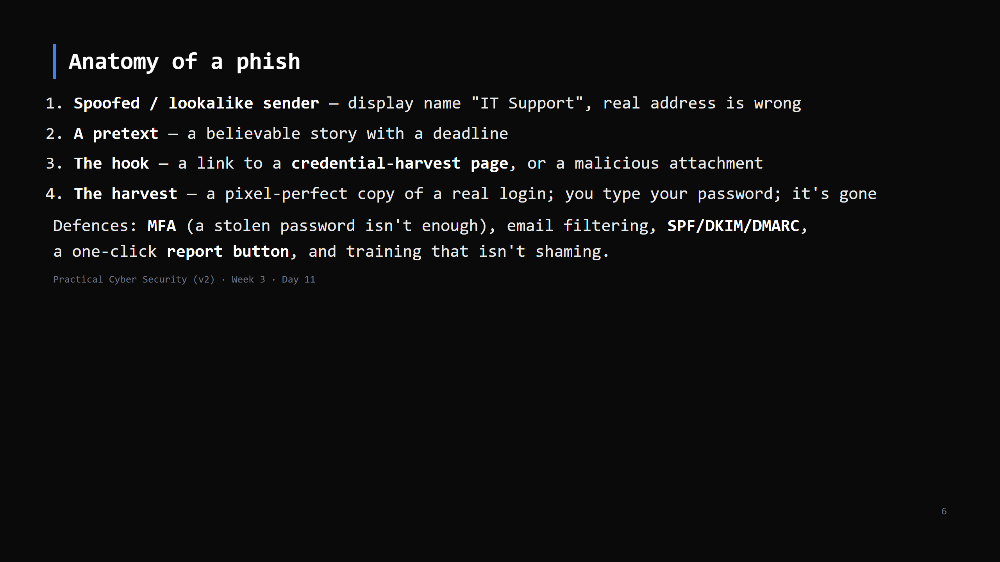 Anatomy of a phish
1. Spoofed / lookalike sender — display name "IT Support", real address is wrong
2. A pretext — a believable story with a deadline
3. The hook — a link to a credential-harvest page, or a malicious attachment
4. The harvest — a pixel-perfect copy of a real login; you type your password; it's gone
Defences: MFA (a stolen password isn't enough), email filtering, SPF/DKIM/DMARC,
a one-click report button, and training that isn't shaming.
Practical Cyber Security (v2) · Week 3 · Day 11
6